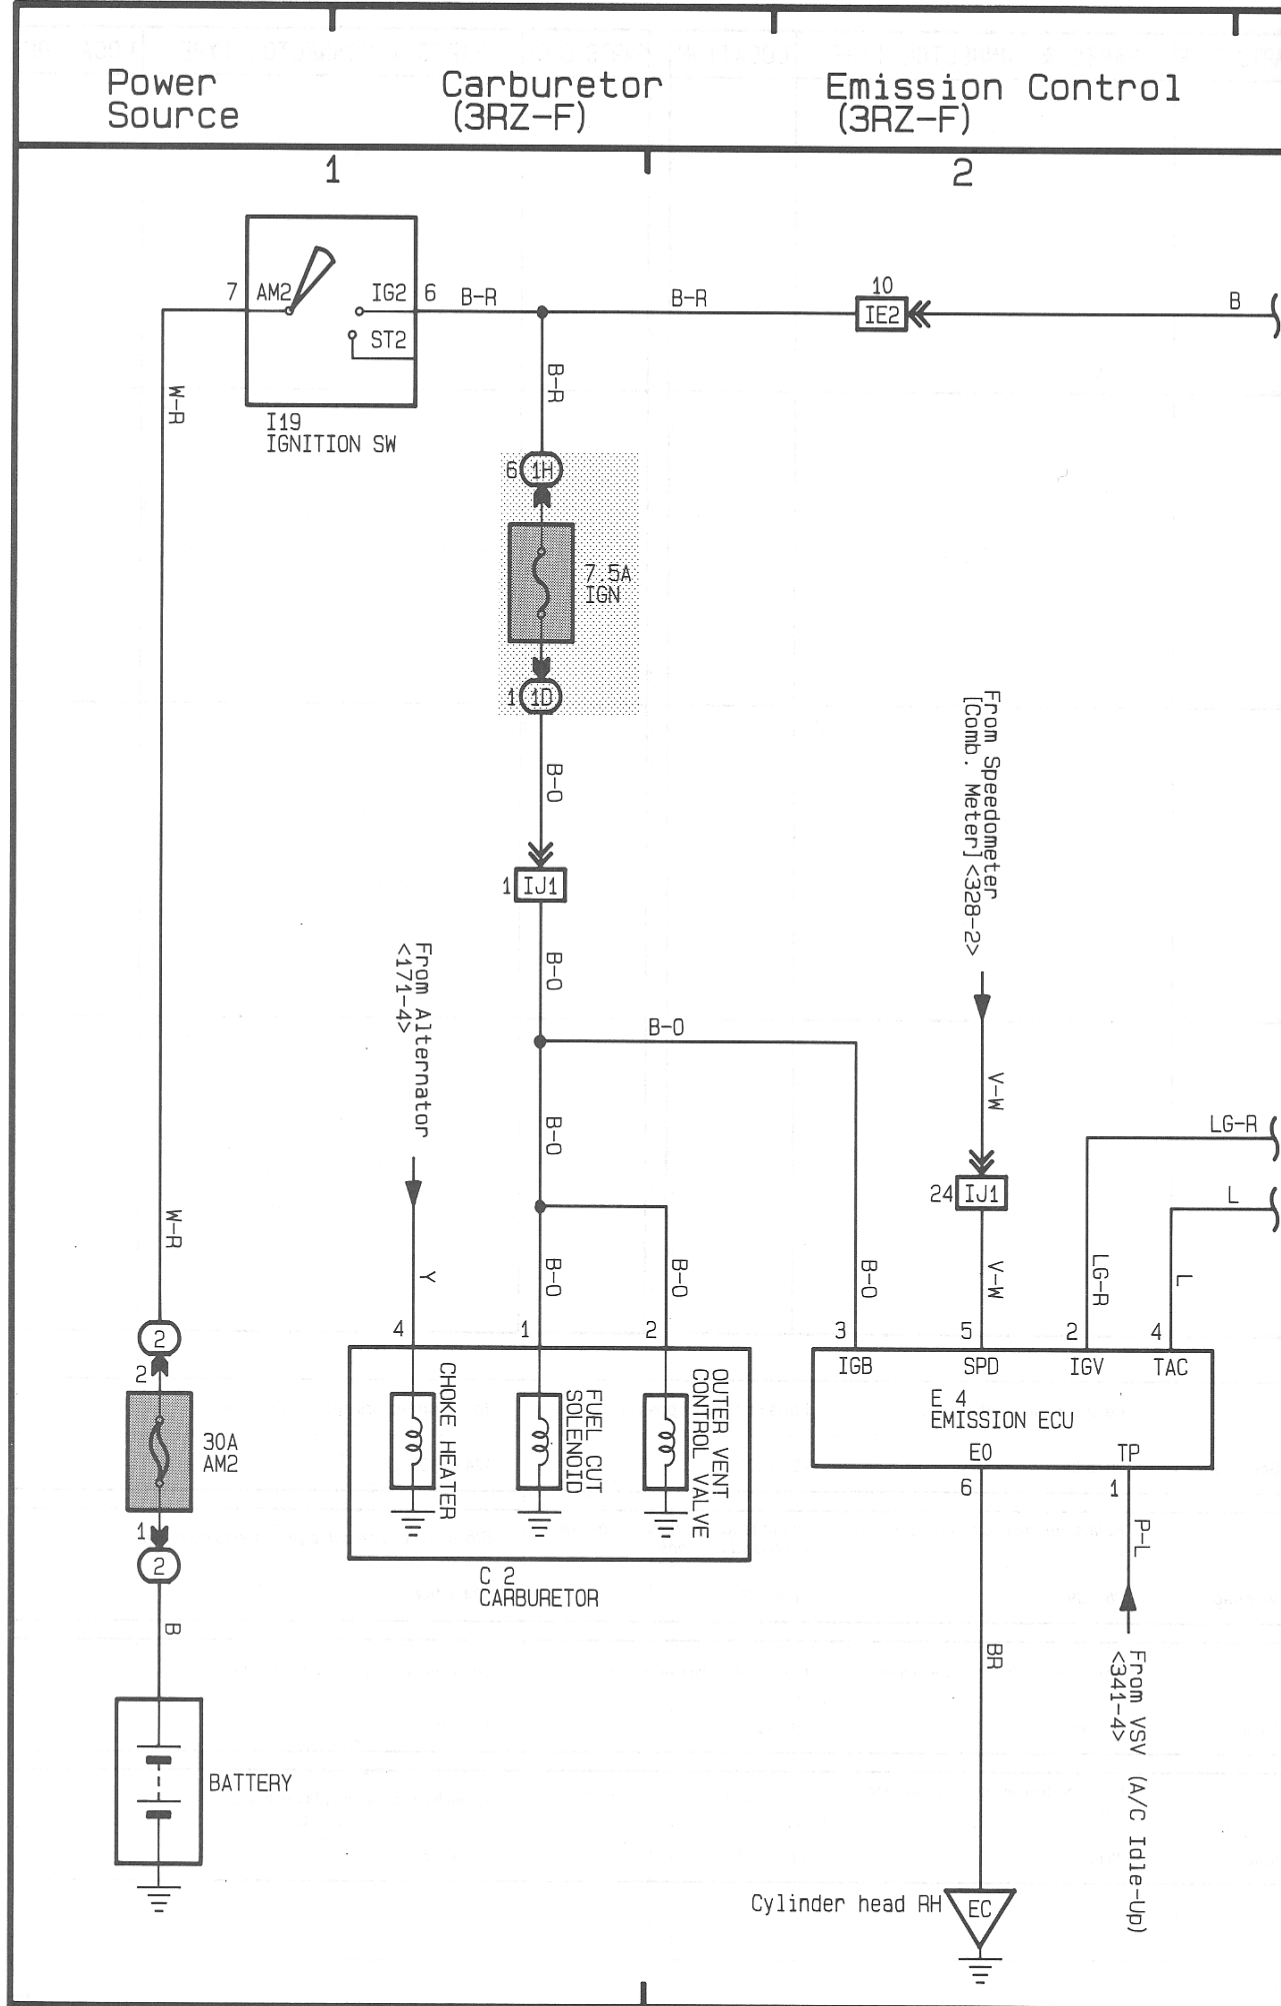 Power
Source
Carburetor
(3RZ-F)
Emission Control
(3RZ-F)
1
2
7
AM2
IG2
6
ST2
B-R
B-R
10
IE2
B
I19
IGNITION SW
W-R
B-R
6
1H
7.5A
IGN
1
1D
B-O
1
IJ1
B-O
From Speedometer
[Comb. Meter]<328-2>
From Alternator
<171-4>
B-O
V-W
B-O
LG-R
24
IJ1
L
W-R
Y
B-O
B-O
B-O
V-W
LG-R
L
2
2
4
1
2
3
5
2
4
IGB
SPD
IGV
TAC
CHOKE HEATER
FUEL CUT
SOLENOID
OUTER VENT
CONTROL VALVE
E 4
EMISSION ECU
30A
AM2
E0
TP
6
1
1
2
C 2
CARBURETOR
P-L
B
BR
From VSV (A/C Idle-Up)
<341-4>
BATTERY
Cylinder head RH
EC